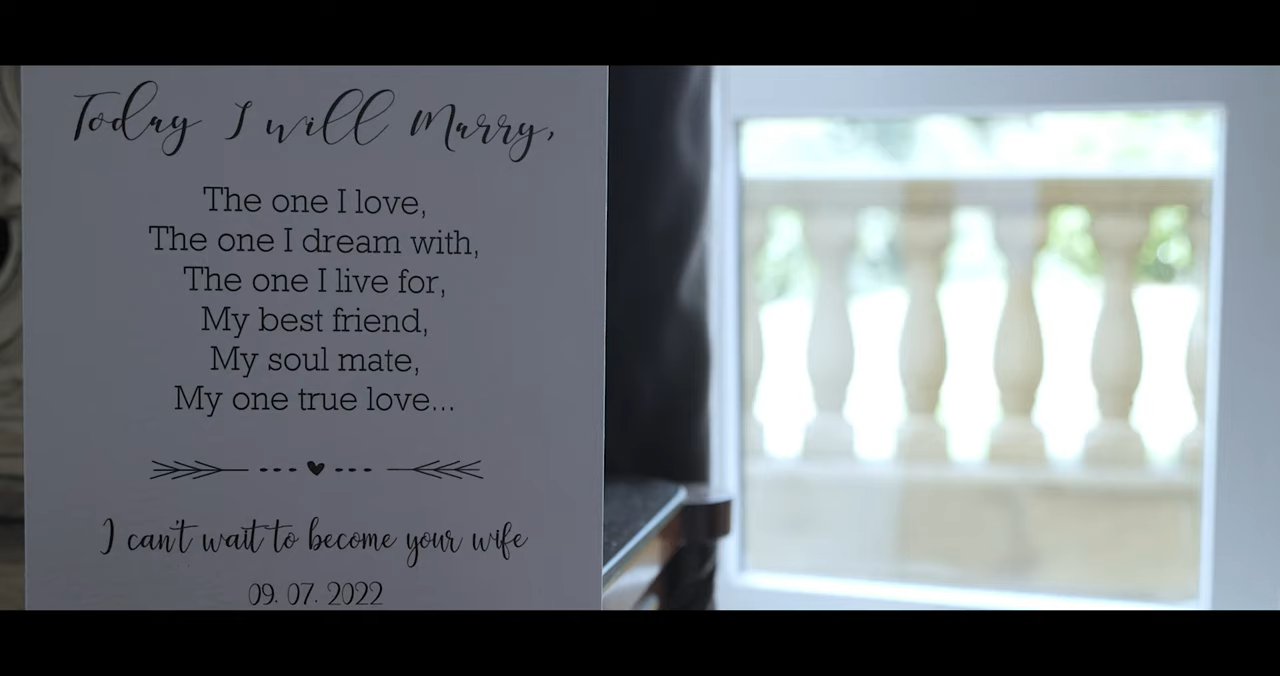 Today I will Marry,
The one I love,
The one I dream with,
The one I live for,
My best friend,
My soul mate,
My one true love...
I can't wait to become your wife
09. 07. 2022